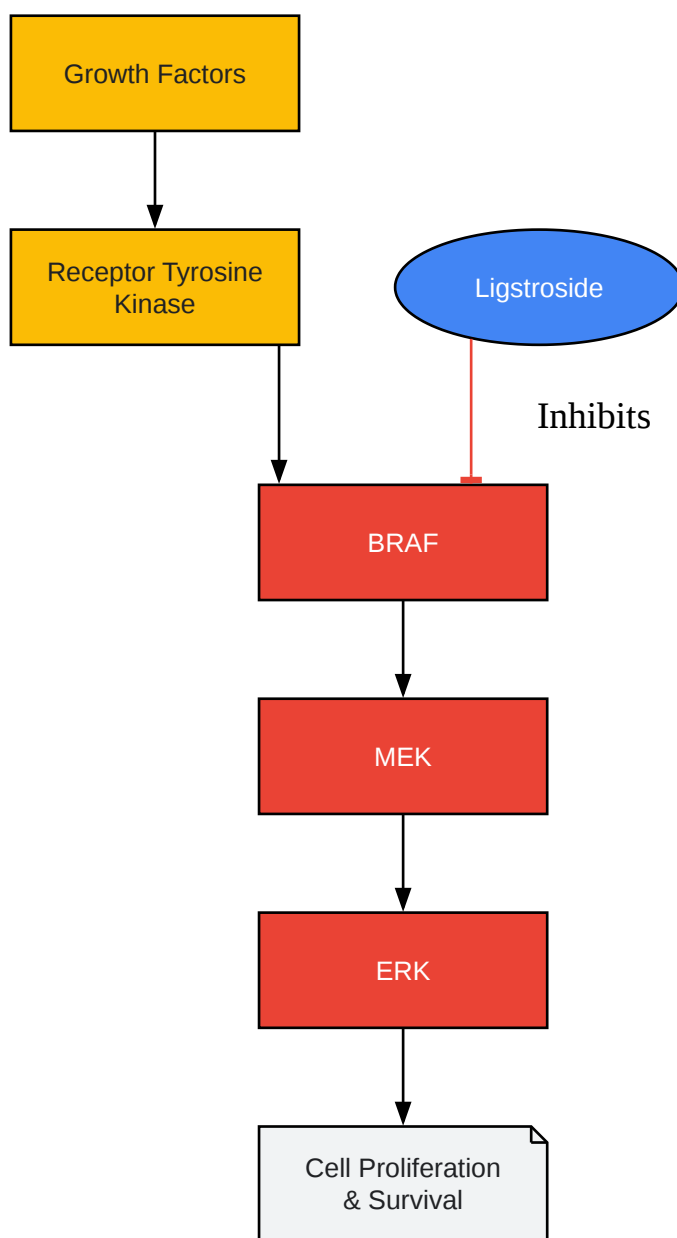 Growth Factors
Receptor Tyrosine
Kinase
Ligstroside
Inhibits
BRAF
MEK
ERK
Cell Proliferation
& Survival